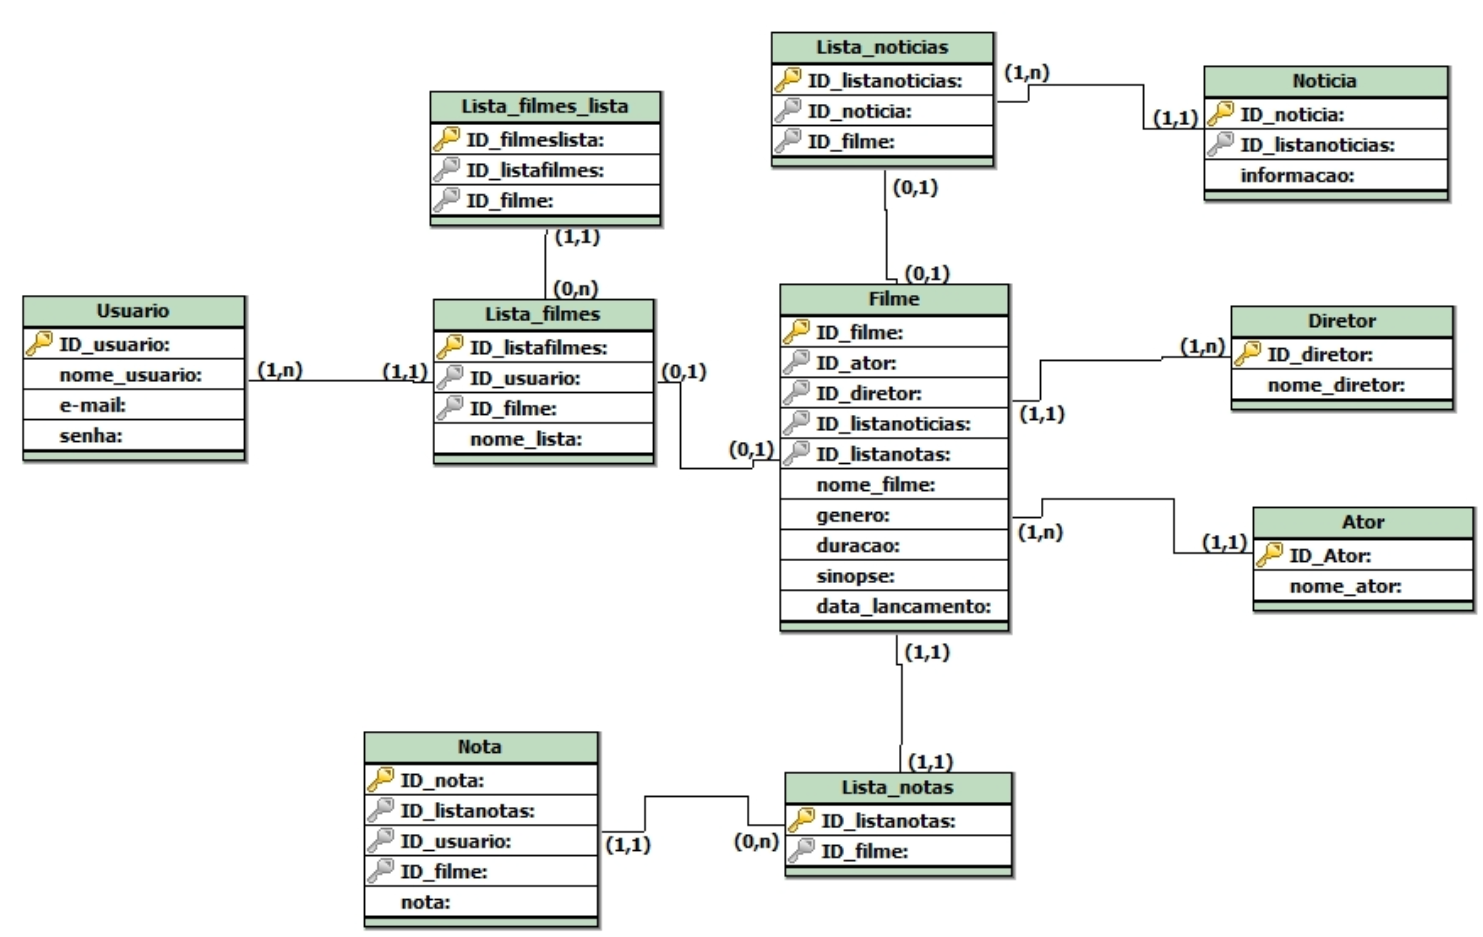 Lista_noticias
ID_listanoticias:
ID_noticia:
ID_filme:
(1,n)
(0,1)
Noticia
ID_noticia:
ID_listanoticias:
informacao:
(1,1)
Lista_filmes_lista
ID_filmeslista:
ID_listafilmes:
ID_filme:
(1,1)
(0,n)
Usuario
ID_usuario:
nome_usuario:
e-mail:
senha:
(1,n)
(1,1)
Lista_filmes
ID_listafilmes:
ID_usuario:
ID_filme:
nome_lista:
(0,1)
(0,1)
(0,1)
Filme
ID_filme:
ID_ator:
ID_diretor:
ID_listanoticias:
ID_listanotas:
nome_filme:
genero:
duracao:
sinopse:
data_lancamento:
(1,1)
(1,n)
Diretor
ID_diretor:
nome_diretor:
(1,n)
(1,1)
Ator
ID_Ator:
nome_ator:
(1,1)
(1,1)
Nota
ID_nota:
ID_listanotas:
ID_usuario:
ID_filme:
nota:
(1,1)
(0,n)
Lista_notas
ID_listanotas:
ID_filme: